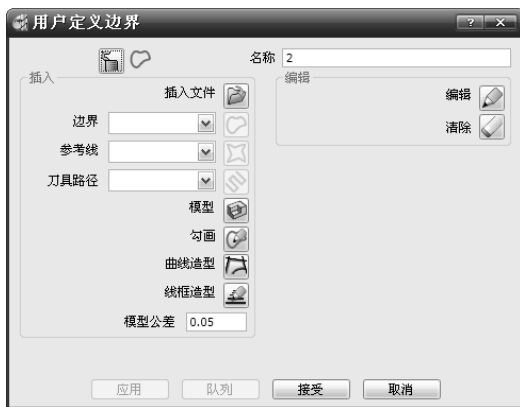 用户定义边界
名称 2
插入
插入文件
边界
参考线
刀具路径
模型
勾画
曲线造型
线框造型
模型公差 0.05
编辑
编辑
清除
应用 队列 接受 取消